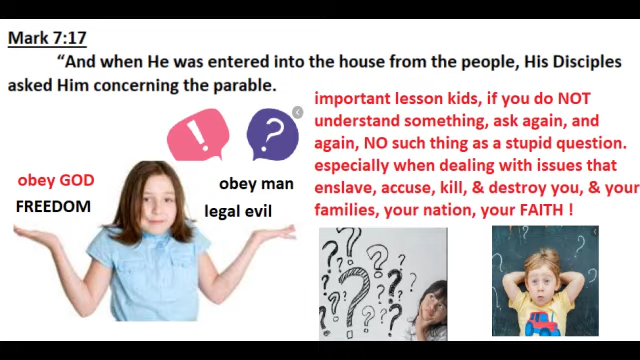 Mark 7:17
"And when He was entered into the house from the people, His Disciples
asked Him concerning the parable.
important lesson kids, if you do NOT
understand something, ask again, and
again, NO such thing as a stupid question.
especially when dealing with issues that
enslave, accuse, kill, & destroy you, & your
families, your nation, your FAITH !
!
?
obey GOD
FREEDOM
obey man
legal evil